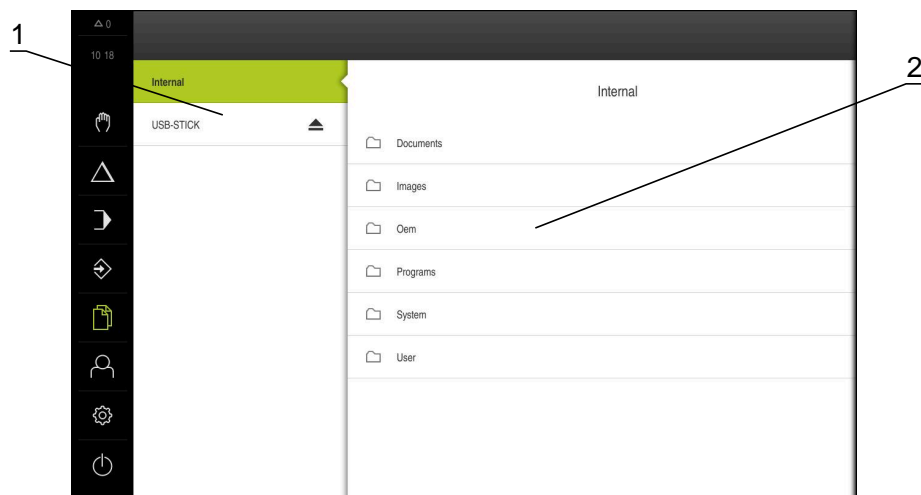 1
△ 0
10 18
Internal
USB-STICK
Internal
2
Documents
Images
Oem
Programs
System
User